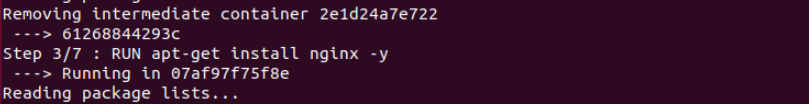 Removing intermediate container 2e1d24a7e722
---> 61268844293c
Step 3/7 : RUN apt-get install nginx -y
---> Running in 07af97f75f8e
Reading package lists...